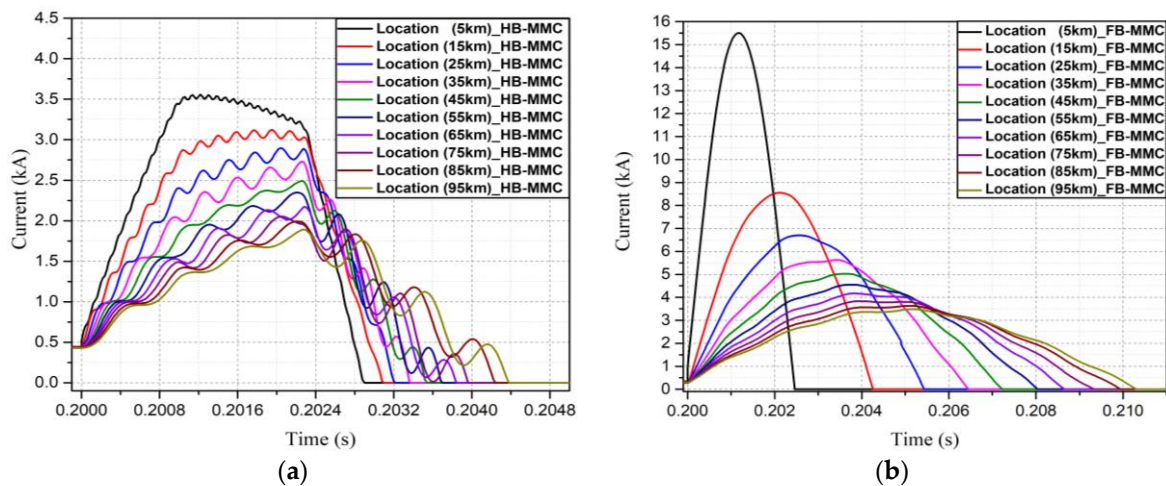 4.5
4.0
3.5
3.0
2.5
2.0
1.5
1.0
0.5
0.0
Current (kA)
Location (5km)_HB-MMC
Location (15km)_HB-MMC
Location (25km)_HB-MMC
Location (35km)_HB-MMC
Location (45km)_HB-MMC
Location (55km)_HB-MMC
Location (65km)_HB-MMC
Location (75km)_HB-MMC
Location (85km)_HB-MMC
Location (95km)_HB-MMC
0.2000 0.2008 0.2016 0.2024 0.2032 0.2040 0.2048
Time (s)
(a)
16
15
14
13
12
11
10
9
8
7
6
5
4
3
2
1
0
Current (kA)
Location (5km)_FB-MMC
Location (15km)_FB-MMC
Location (25km)_FB-MMC
Location (35km)_FB-MMC
Location (45km)_FB-MMC
Location (55km)_FB-MMC
Location (65km)_FB-MMC
Location (75km)_FB-MMC
Location (85km)_FB-MMC
Location (95km)_FB-MMC
0.200 0.202 0.204 0.206 0.208 0.210
Time (s)
(b)